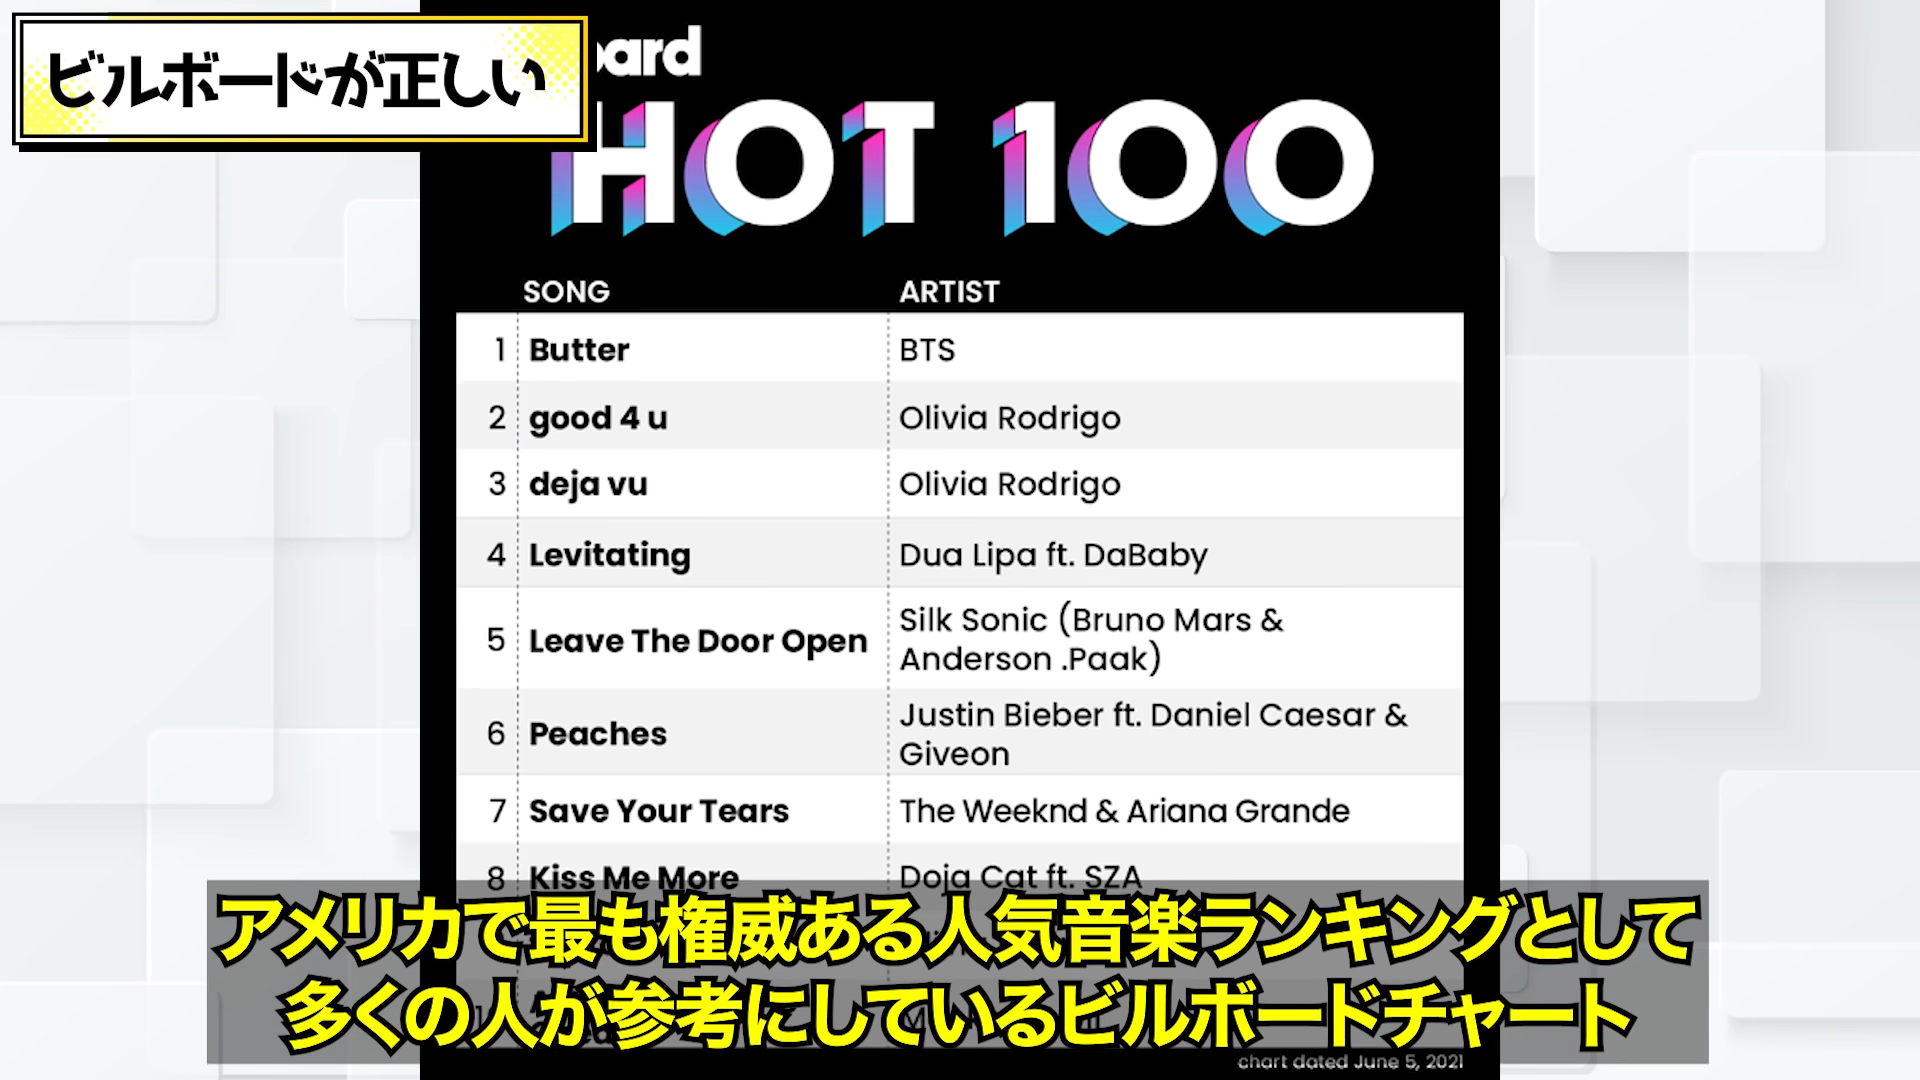 ビルボードが正しい
oard
HOT 100
SONG ARTIST
1 Butter BTS
2 good 4 u Olivia Rodrigo
3 deja vu Olivia Rodrigo
4 Levitating Dua Lipa ft. DaBaby
5 Leave The Door Open Silk Sonic (Bruno Mars &
Anderson .Paak)
6 Peaches Justin Bieber ft. Daniel Caesar &
Giveon
7 Save Your Tears The Weeknd & Ariana Grande
8 Kiss Me More Doja Cat ft. SZA
アメリカで最も権威ある人気音楽ランキングとして
多くの人が参考にしているビルボードチャート
chart dated June 5, 2021